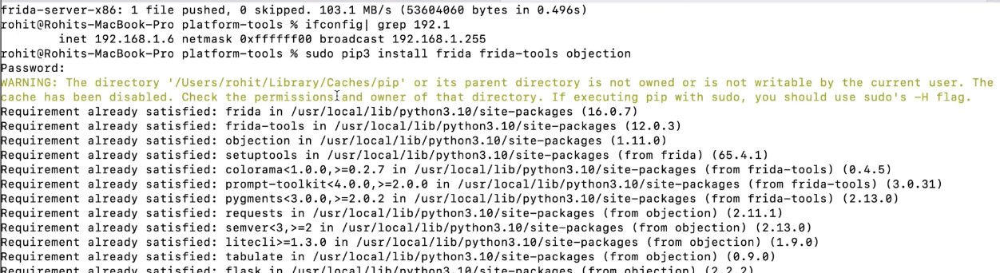 frida-server-x86: 1 file pushed, 0 skipped. 103.1 MB/s (53604060 bytes in 0.496s)
rohit@Rohits-MacBook-Pro platform-tools % ifconfig| grep 192.1
inet 192.168.1.6 netmask 0xffffff00 broadcast 192.168.1.255
rohit@Rohits-MacBook-Pro platform-tools % sudo pip3 install frida frida-tools objection
Password:
WARNING: The directory '/Users/rohit/Library/Caches/pip' or its parent directory is not owned or is not writable by the current user. The
cache has been disabled. Check the permissions and owner of that directory. If executing pip with sudo, you should use sudo's -H flag.
Requirement already satisfied: frida in /usr/local/lib/python3.10/site-packages (16.0.7)
Requirement already satisfied: frida-tools in /usr/local/lib/python3.10/site-packages (12.0.3)
Requirement already satisfied: objection in /usr/local/lib/python3.10/site-packages (1.11.0)
Requirement already satisfied: setuptools in /usr/local/lib/python3.10/site-packages (from frida) (65.4.1)
Requirement already satisfied: colorama<1.0.0,>=0.2.7 in /usr/local/lib/python3.10/site-packages (from frida-tools) (0.4.5)
Requirement already satisfied: prompt-toolkit<4.0.0,>=2.0.0 in /usr/local/lib/python3.10/site-packages (from frida-tools) (3.0.31)
Requirement already satisfied: pygments<3.0.0,>=2.0.2 in /usr/local/lib/python3.10/site-packages (from frida-tools) (2.13.0)
Requirement already satisfied: requests in /usr/local/lib/python3.10/site-packages (from objection) (2.11.1)
Requirement already satisfied: semver<3,>=2 in /usr/local/lib/python3.10/site-packages (from objection) (2.13.0)
Requirement already satisfied: litecli>=1.3.0 in /usr/local/lib/python3.10/site-packages (from objection) (1.9.0)
Requirement already satisfied: tabulate in /usr/local/lib/python3.10/site-packages (from objection) (0.9.0)
Requirement already satisfied: flask in /usr/local/lib/python3.10/site-packages (from objection) (2.2.2)